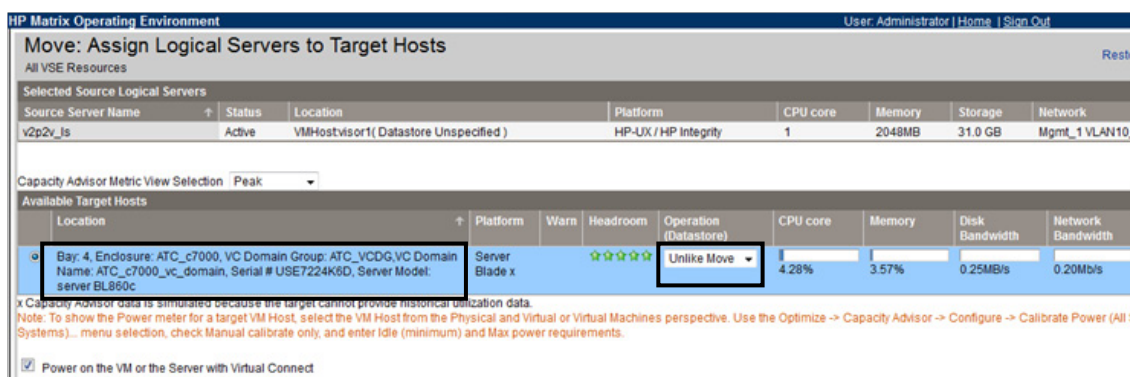 HP Matrix Operating Environment User: Administrator | Home | Sign Out
Move: Assign Logical Servers to Target Hosts
All VSE Resources
Selected Source Logical Servers
Source Server Name Status Location Platform CPU core Memory Storage Network
v2p2v_ls Active VMHostvisor1( Datastore Unspecified ) HP-UX / HP Integrity 1 2048MB 31.0 GB Mgmt_1 VLAN10,
Capacity Advisor Metric View Selection Peak
Available Target Hosts
Location Platform Warn Headroom Operation (Datastore) CPU core Memory Disk Bandwidth Network Bandwidth
Bay: 4, Enclosure: ATC_c7000, VC Domain Group: ATC_VCDG,VC Domain
Name: ATC_c7000_vc_domain, Serial # USE7224K6D, Server Model:
server BL860c
Server
Blade x
Unlike Move
4.28% 3.57% 0.25MB/s 0.20Mb/s
x Capacity Advisor data is simulated because the target cannot provide historical utilization data.
Note: To show the Power meter for a target VM Host, select the VM Host from the Physical and Virtual or Virtual Machines perspective. Use the Optimize -> Capacity Advisor -> Configure -> Calibrate Power (All
Systems)... menu selection, check Manual calibrate only, and enter Idle (minimum) and Max power requirements.
Power on the VM or the Server with Virtual Connect